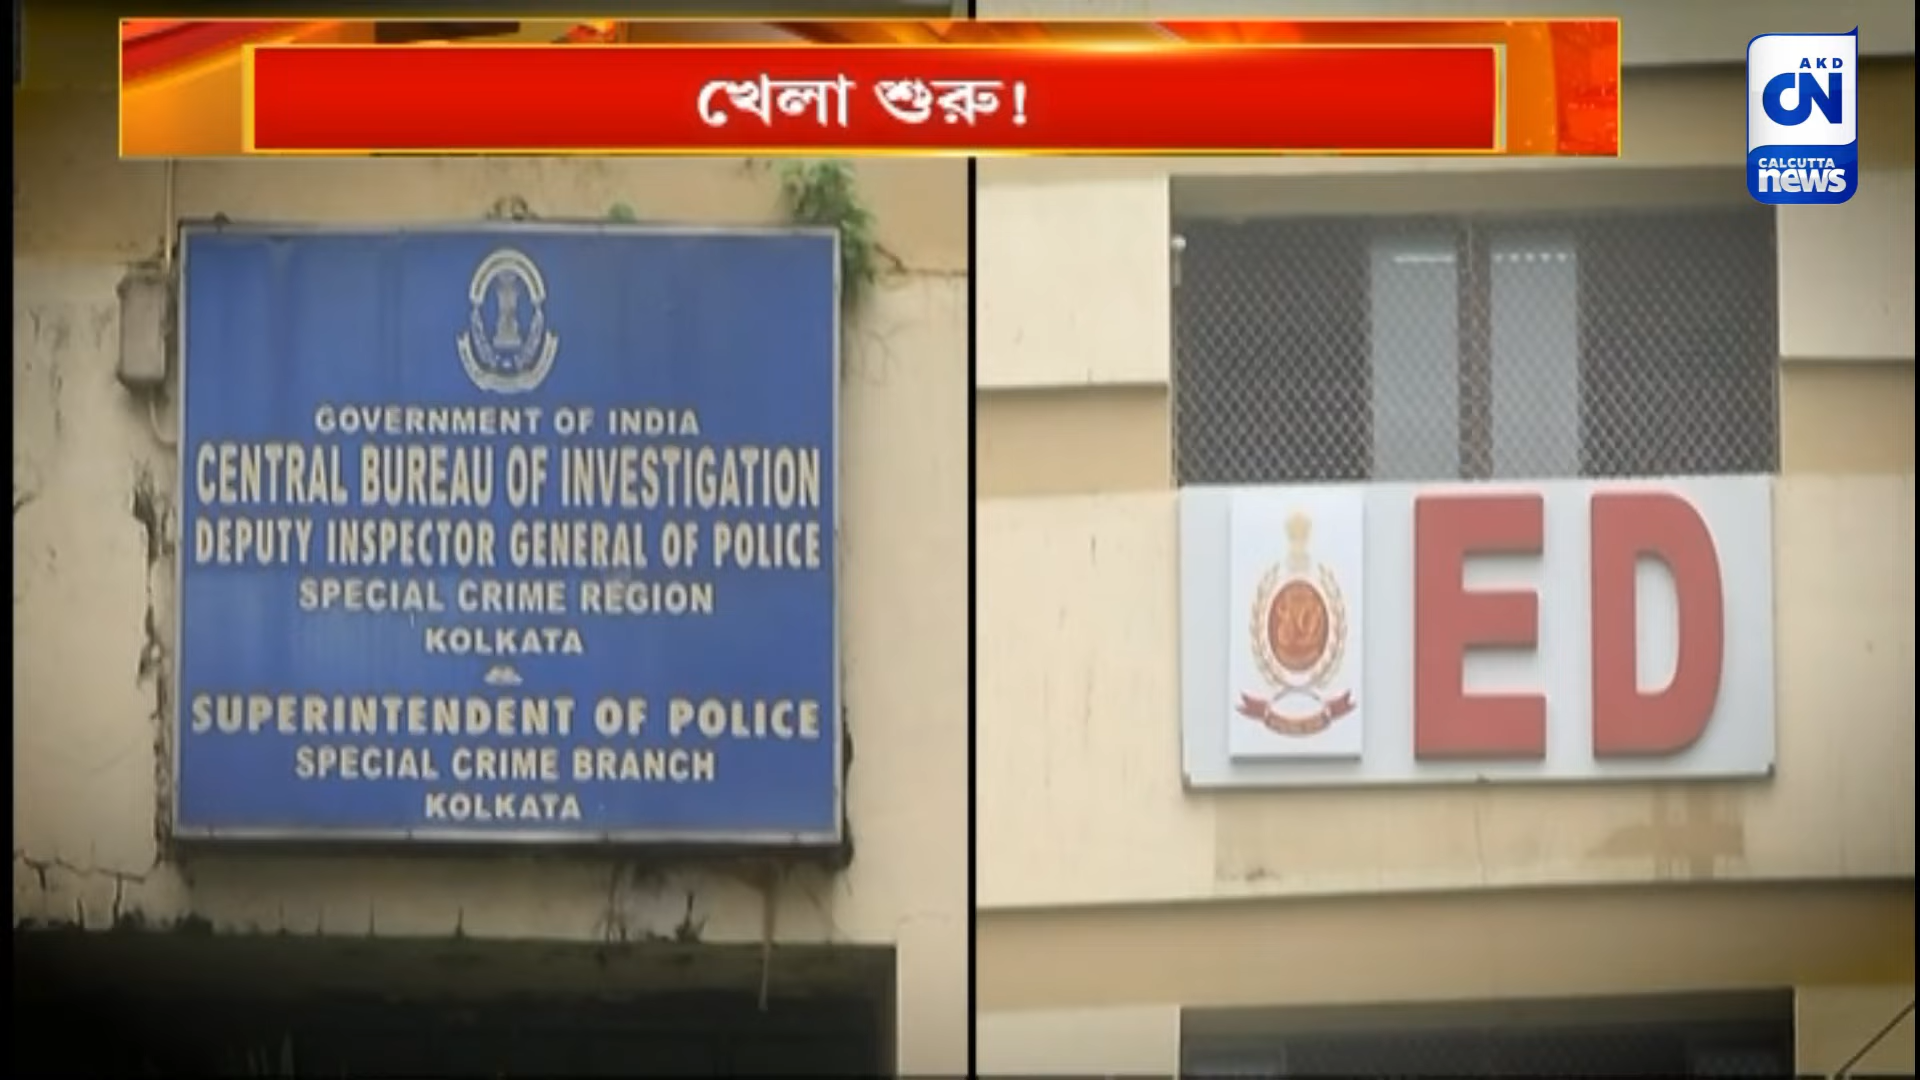 খেলা শুরু!
AKD
CN
CALCUTTA
news
GOVERNMENT OF INDIA
CENTRAL BUREAU OF INVESTIGATION
DEPUTY INSPECTOR GENERAL OF POLICE
SPECIAL CRIME REGION
KOLKATA
&
SUPERINTENDENT OF POLICE
SPECIAL CRIME BRANCH
KOLKATA
ED